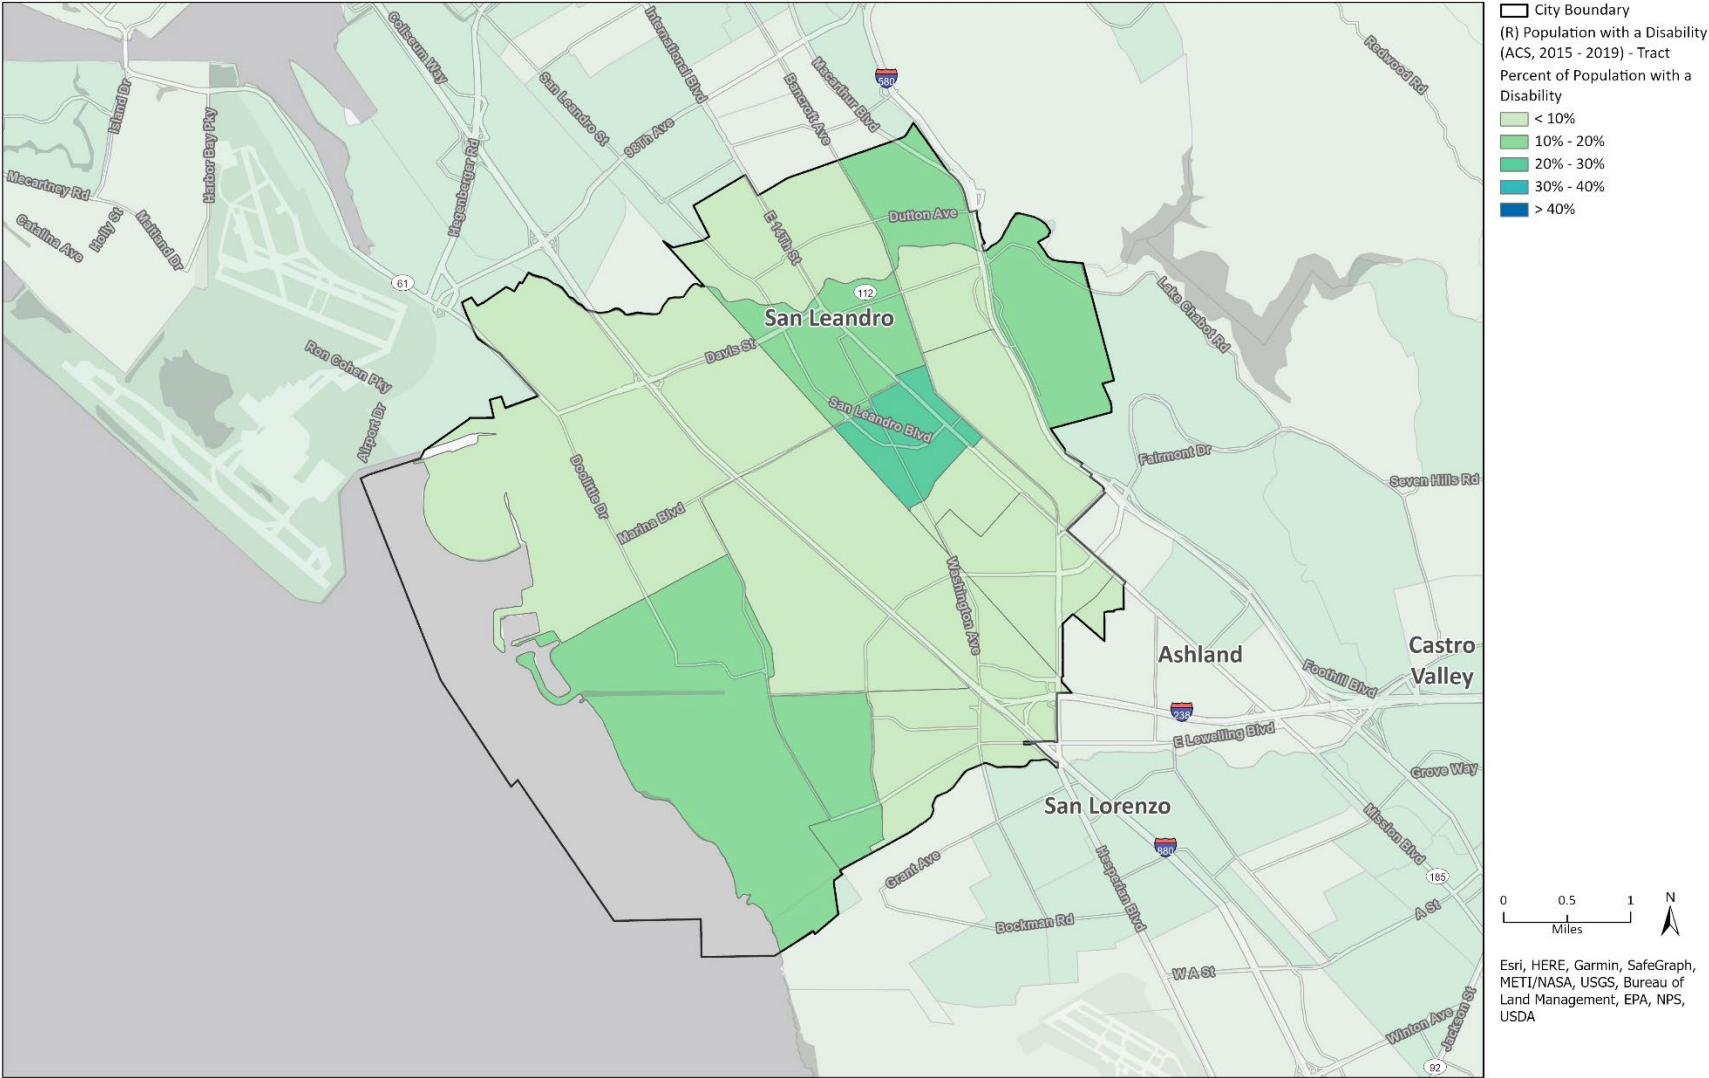 Coliseum Way
International Blvd
580
Redwood Rd
Island Dr
Harbor Bay Pky
San Leandro St
Bancroft Ave
Macarthur Blvd
98Th Ave
Hegenberger Rd
Mecartney Rd
Holly St
Maitland Dr
Catalina Ave
E 14Th St
Dutton Ave
61
112
San Leandro
Lake Chabot Rd
Ron Cohen Pky
Davis St
Airport Dr
San Leandro Blvd
Fairmont Dr
Seven Hills Rd
Doolittle Dr
Marina Blvd
Washington Ave
Ashland
Castro
Valley
Foothill Blvd
238
E Lewelling Blvd
Grove Way
San Lorenzo
Mission Blvd
880
Grant Ave
Hesperian Blvd
185
A St
Bockman Rd
W A St
Winton Ave
Jackson St
92
City Boundary
(R) Population with a Disability
(ACS, 2015 - 2019) - Tract
Percent of Population with a
Disability
< 10%
10% - 20%
20% - 30%
30% - 40%
> 40%
0 0.5 1
Miles
N
Esri, HERE, Garmin, SafeGraph,
METI/NASA, USGS, Bureau of
Land Management, EPA, NPS,
USDA